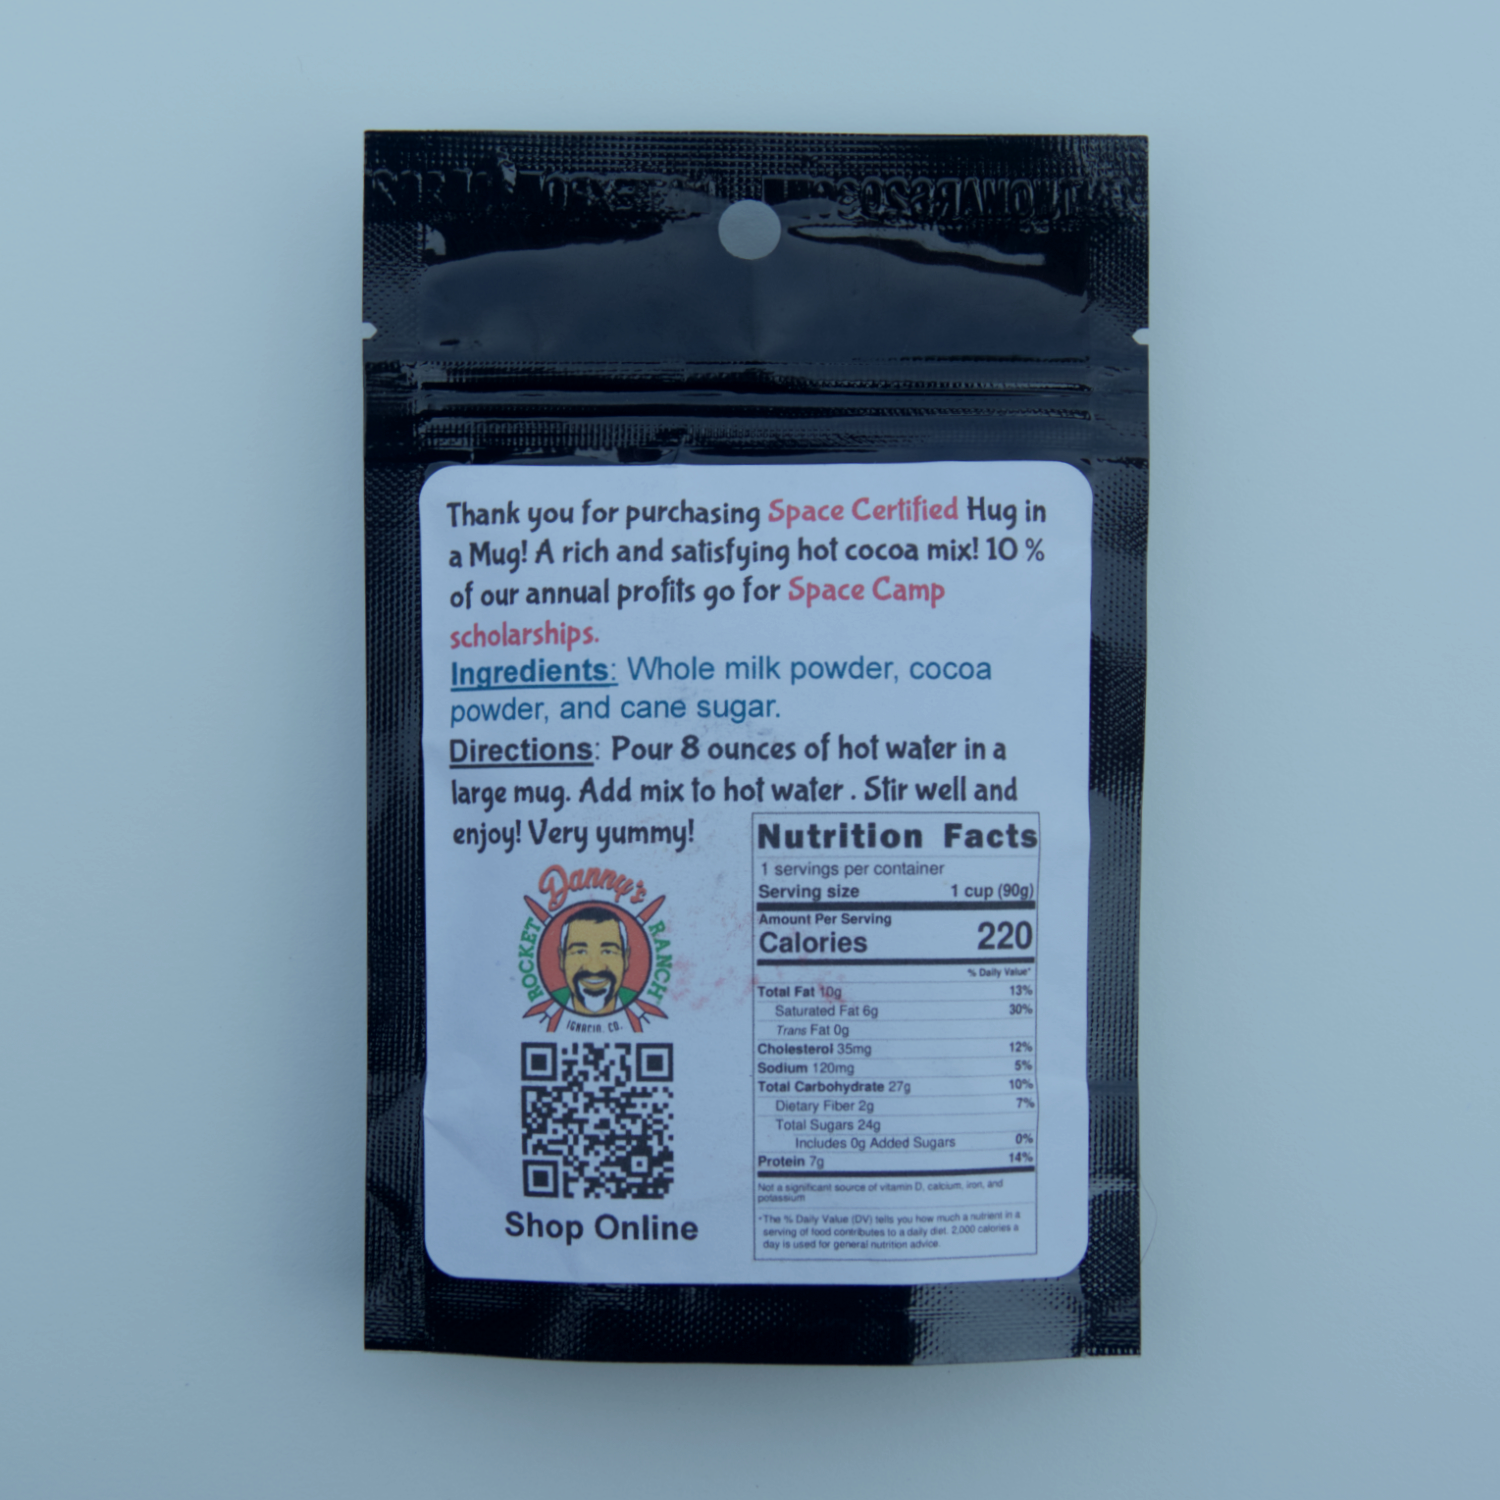 Thank you for purchasing Space Certified Hug in
a Mug! A rich and satisfying hot cocoa mix! 10 %
of our annual profits go for Space Camp
scholarships.
Ingredients: Whole milk powder, cocoa
powder, and cane sugar.
Directions: Pour 8 ounces of hot water in a
large mug. Add mix to hot water . Stir well and
enjoy! Very yummy!
Danny's
ROCKET RANCH
IGNACIO, CO.
Shop Online
Nutrition Facts
1 servings per container
Serving size 1 cup (90g)
Amount Per Serving
Calories 220
% Daily Value*
Total Fat 10g 13%
Saturated Fat 6g 30%
Trans Fat 0g
Cholesterol 35mg 12%
Sodium 120mg 5%
Total Carbohydrate 27g 10%
Dietary Fiber 2g 7%
Total Sugars 24g
Includes 0g Added Sugars 0%
Protein 7g 14%
Not a significant source of vitamin D, calcium, iron, and
potassium
*The % Daily Value (DV) tells you how much a nutrient in a
serving of food contributes to a daily diet. 2,000 calories a
day is used for general nutrition advice.